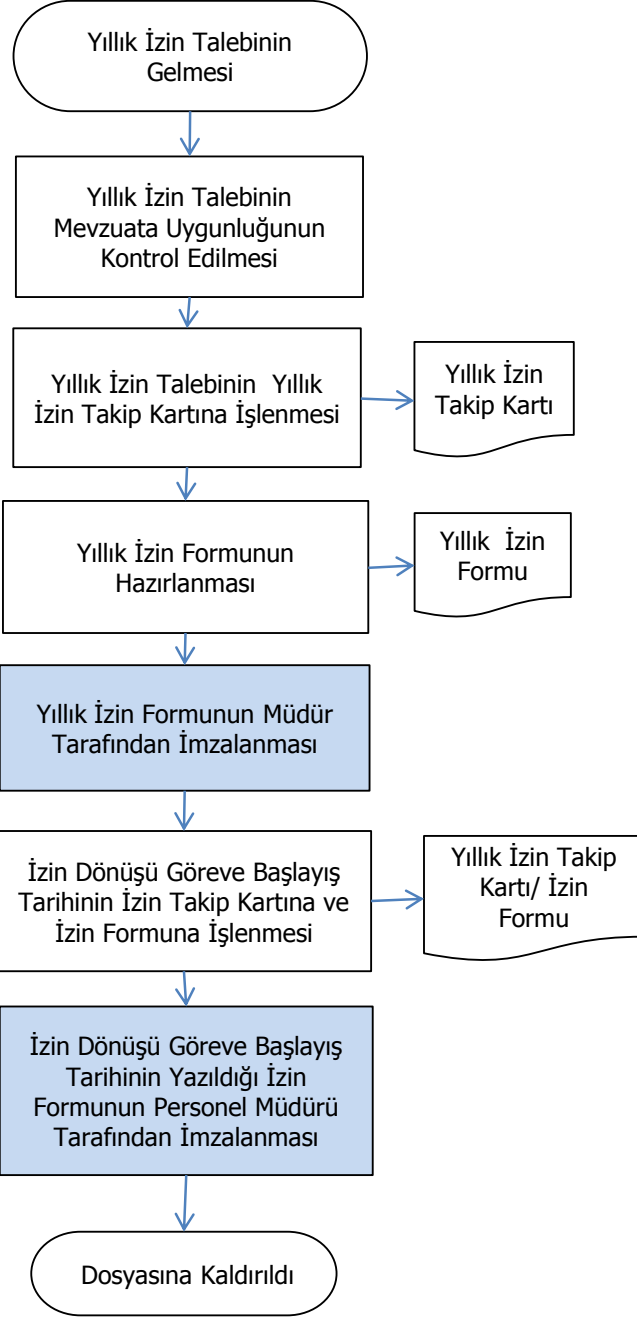 Yıllık İzin Talebinin
Gelmesi
Yıllık İzin Talebinin
Mevzuata Uygunluğunun
Kontrol Edilmesi
Yıllık İzin Talebinin  Yıllık
İzin Takip Kartına İşlenmesi
Yıllık İzin
Takip Kartı
Yıllık İzin Formunun
Hazırlanması
Yıllık  İzin
Formu
Yıllık İzin Formunun Müdür
Tarafından İmzalanması
İzin Dönüşü Göreve Başlayış
Tarihinin İzin Takip Kartına ve
İzin Formuna İşlenmesi
Yıllık İzin Takip
Kartı/ İzin
Formu
İzin Dönüşü Göreve Başlayış
Tarihinin Yazıldığı İzin
Formunun Personel Müdürü
Tarafından İmzalanması
Dosyasına Kaldırıldı